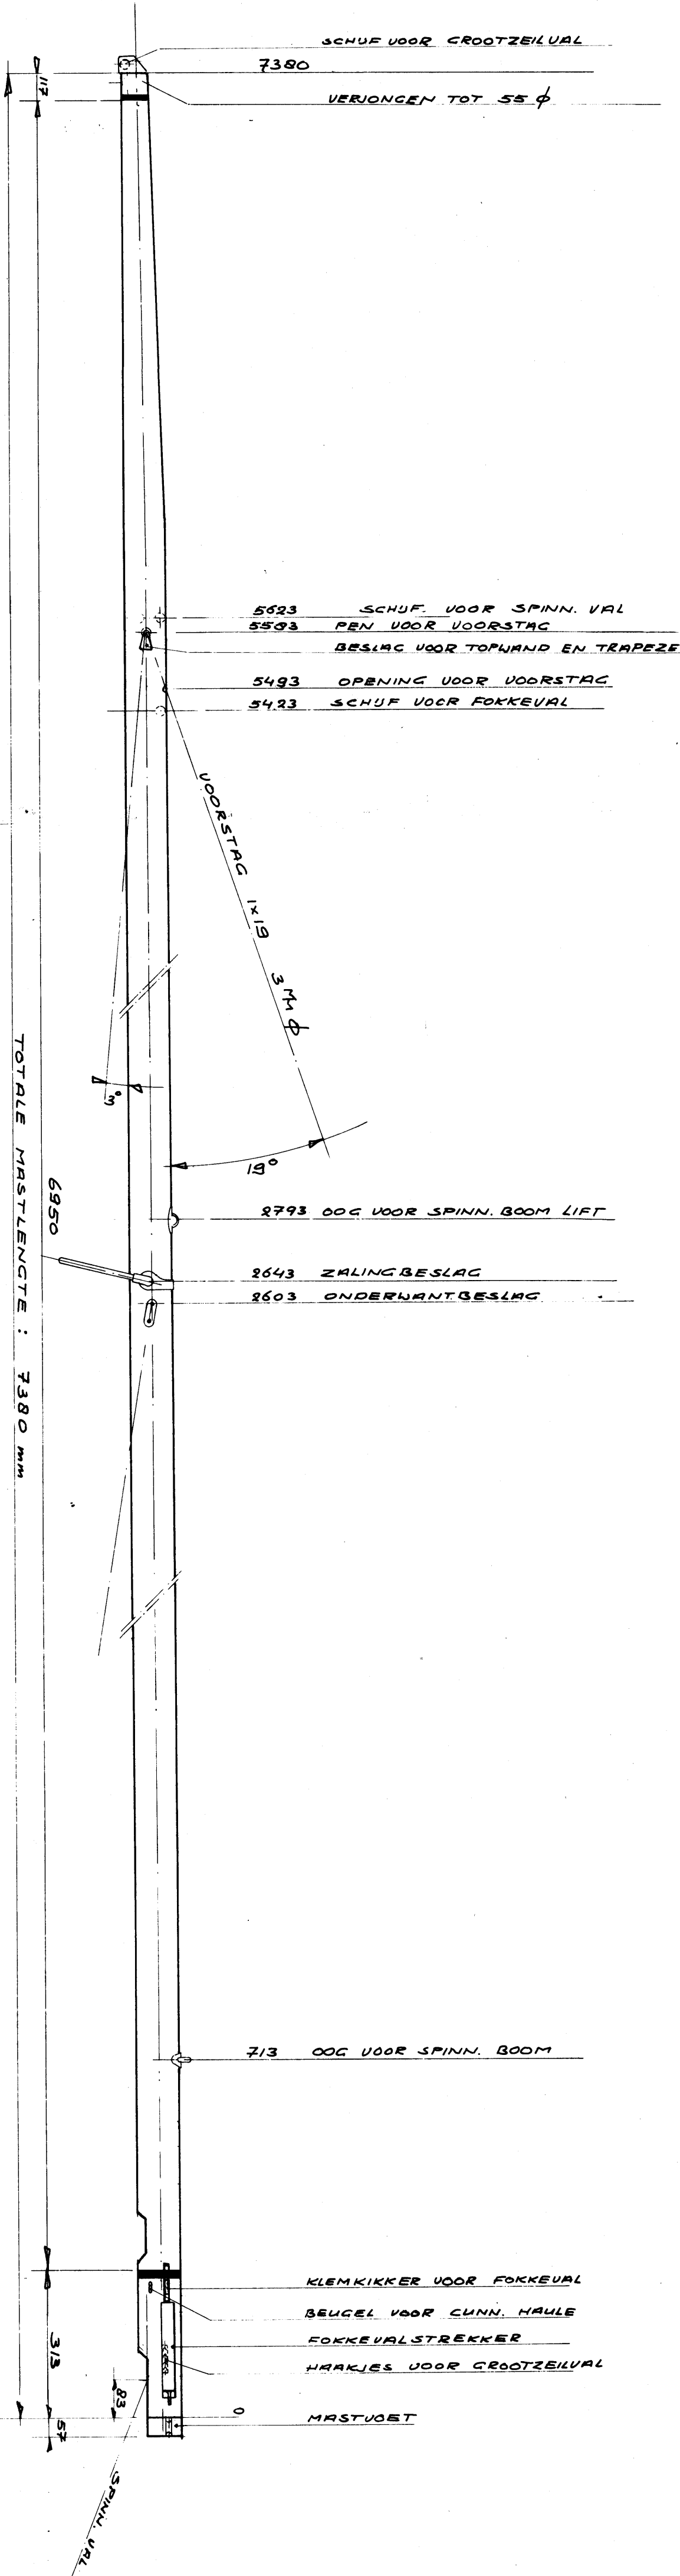 SCHIJF VOOR GROOTZEILVAL
7380
117
VERJONGEN TOT 55 ϕ
5623 SCHIJF. VOOR SPINN. VAL
5583 PEN VOOR VOORSTAG
BESLAG VOOR TOPWAND EN TRAPEZE
5493 OPENING VOOR VOORSTAG
5423 SCHIJF VOOR FOKKEVAL
VOORSTAG 1x19 3 MM ϕ
3°
19°
TOTALE MASTLENGTE : 7380 mm
6950
2793 OOG VOOR SPINN. BOOM LIFT
2643 ZALINGBESLAG
2603 ONDERWANTBESLAG
713 OOG VOOR SPINN. BOOM
KLEMKIKKER VOOR FOKKEVAL
BEUGEL VOOR CUNN. HAULE
FOKKEVALSTREKKER
HAAKJES VOOR GROOTZEILVAL
313
83
0
MASTVOET
57
SPINN. VAL